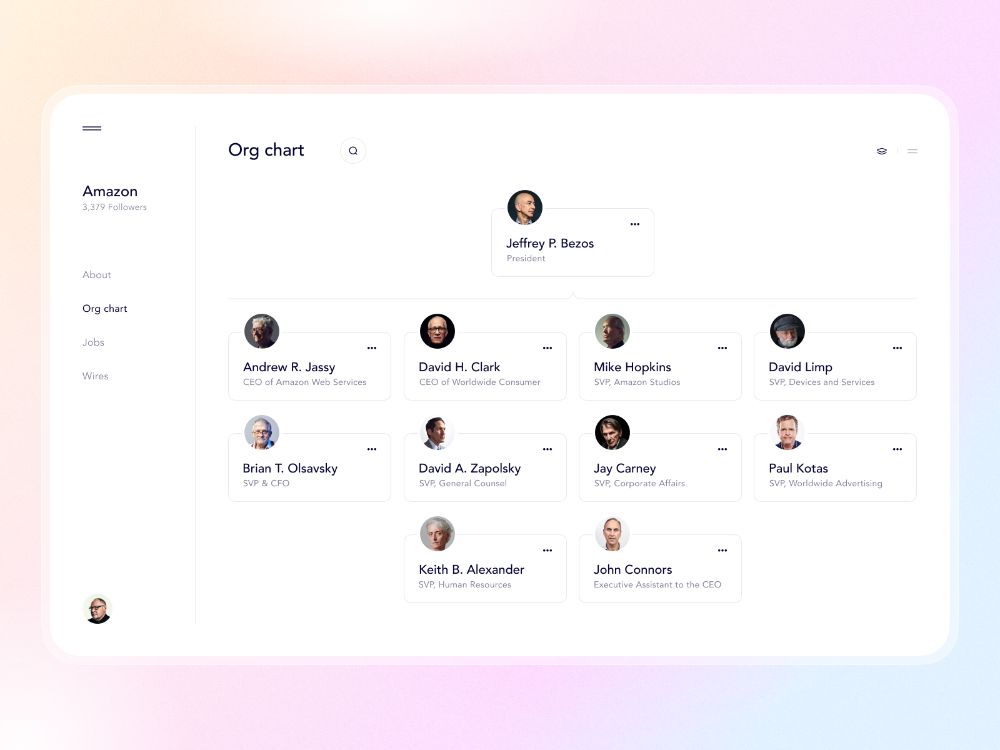 Org chart
Amazon
3,379 Followers
About
Org chart
Jobs
Wires
Jeffrey P. Bezos
President
Andrew R. Jassy
CEO of Amazon Web Services
David H. Clark
CEO of Worldwide Consumer
Mike Hopkins
SVP, Amazon Studios
David Limp
SVP, Devices and Services
Brian T. Olsavsky
SVP & CFO
David A. Zapolsky
SVP, General Counsel
Jay Carney
SVP, Corporate Affairs.
Paul Kotas
SVP, Worldwide Advertising
Keith B. Alexander
SVP, Human Resources
John Connors
Executive Assistant to the CEO